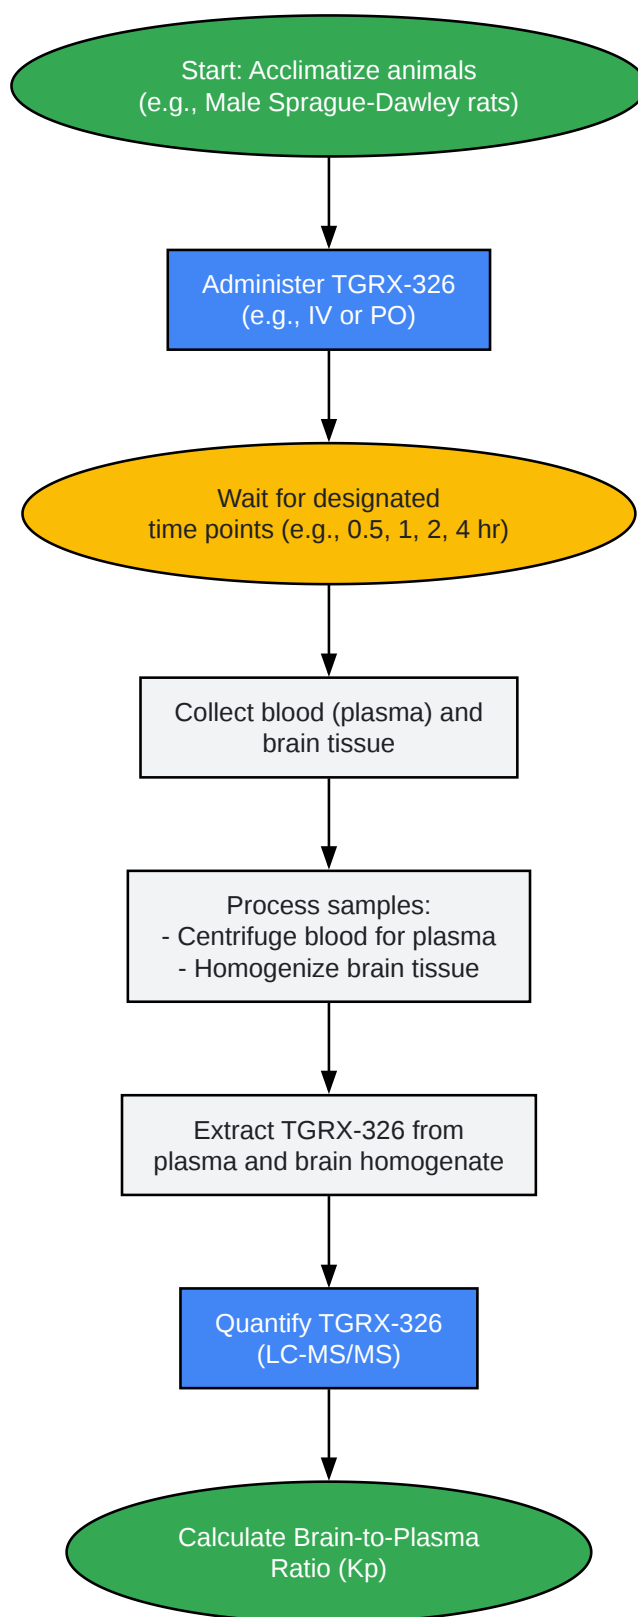 Start: Acclimatize animals
(e.g., Male Sprague-Dawley rats)
Administer TGRX-326
(e.g., IV or PO)
Wait for designated
time points (e.g., 0.5, 1, 2, 4 hr)
Collect blood (plasma) and
brain tissue
Process samples:
- Centrifuge blood for plasma
- Homogenize brain tissue
Extract TGRX-326 from
plasma and brain homogenate
Quantify TGRX-326
(LC-MS/MS)
Calculate Brain-to-Plasma
Ratio (Kp)